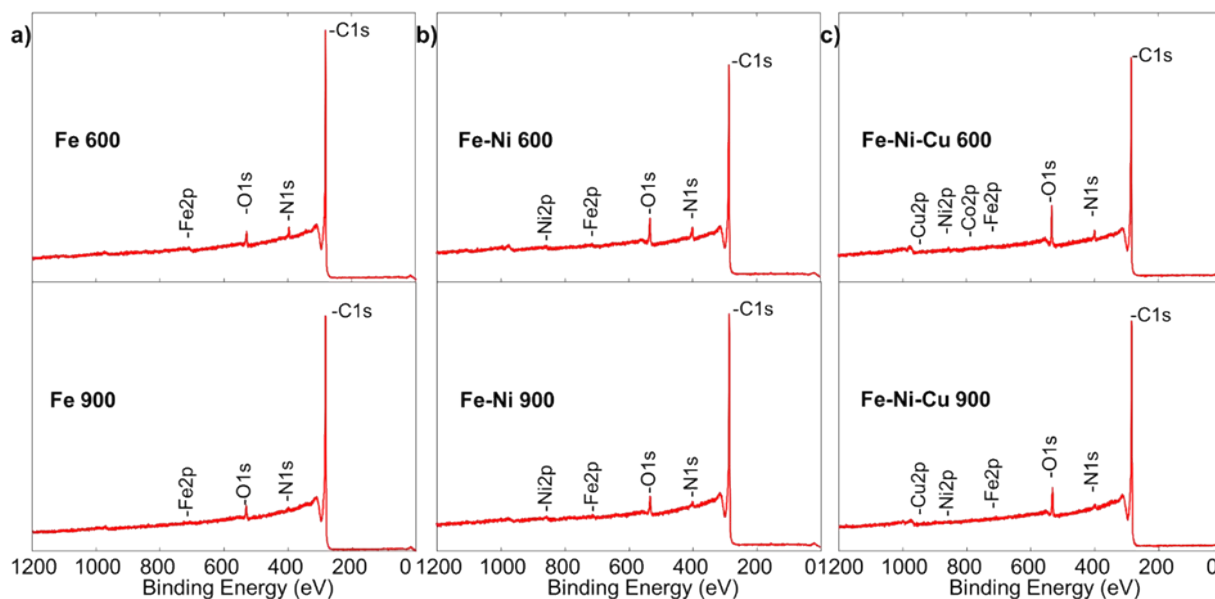 a)
-C1s
Fe 600
-Fe2p
-O1s
-N1s
-C1s
Fe 900
-Fe2p
-O1s
-N1s
1200 1000 800 600 400 200 0
Binding Energy (eV)
b)
-C1s
Fe-Ni 600
-Ni2p
-Fe2p
-O1s
-N1s
-C1s
Fe-Ni 900
-Ni2p
-Fe2p
-O1s
-N1s
1200 1000 800 600 400 200 0
Binding Energy (eV)
c)
-C1s
Fe-Ni-Cu 600
-Cu2p
-Ni2p
-Co2p
-Fe2p
-O1s
-N1s
-C1s
Fe-Ni-Cu 900
-Cu2p
-Ni2p
-Fe2p
-O1s
-N1s
1200 1000 800 600 400 200 0
Binding Energy (eV)